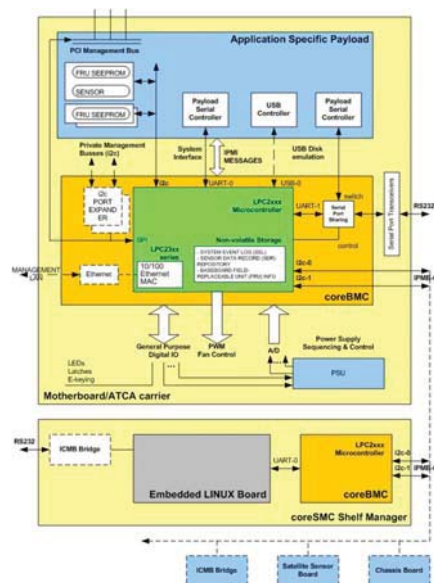 Application Specific Payload
PCI Management Bus
FRU SEEPROM
SENSOR
FRU SEEPROM
Payload
Serial
Controller
USB
Controller
Payload
Serial
Controller
Private Management
Busses (i2c)
System
Interface
IPMI
MESSAGES
USB Disk
emulation
i2c
UART-0
USB-0
switch
i2c
PORT
EXPAND
ER
LPC2xxx
Microcontroller
UART-1
Serial
Port
Sharing
Serial Port Transceivers
RS232
SPI
Non-volatile Storage
control
LPC23xx
series
- SYSTEM EVENT LOG (SEL)
- SENSOR DATA RECORD (SDR)
REPOSITORY
- BASEBOARD FIELD-
REPLACEABLE UNIT (FRU) INFO
MANAGEMENT
LAN
Ethernet
10/100
Ethernet
MAC
i2c-0
i2c-1
coreBMC
General Purpose
Digital IO
PWM
Fan Control
A/D
Power Supply
Sequencing & Control
LEDs
Latches
E-keying
...
PSU
Motherboard/ATCA carrier
RS232
ICMB Bridge
Embedded LINUX Board
UART-0
LPC2xxx
Microcontroller
coreBMC
i2c-0
i2c-1
coreSMC Shelf Manager
ICMB Bridge
Satellite Sensor
Board
Chassis Board